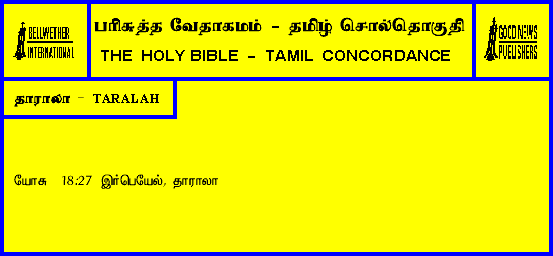 BELLWETHER
INTERNATIONAL
பரிசுத்த வேதாகமம் - தமிழ் சொல்தொகுதி
THE HOLY BIBLE - TAMIL CONCORDANCE
GOOD NEWS
PUBLISHERS
தாராலா - TARALAH
யோசு 18:27 இர்பெயேல், தாராலா